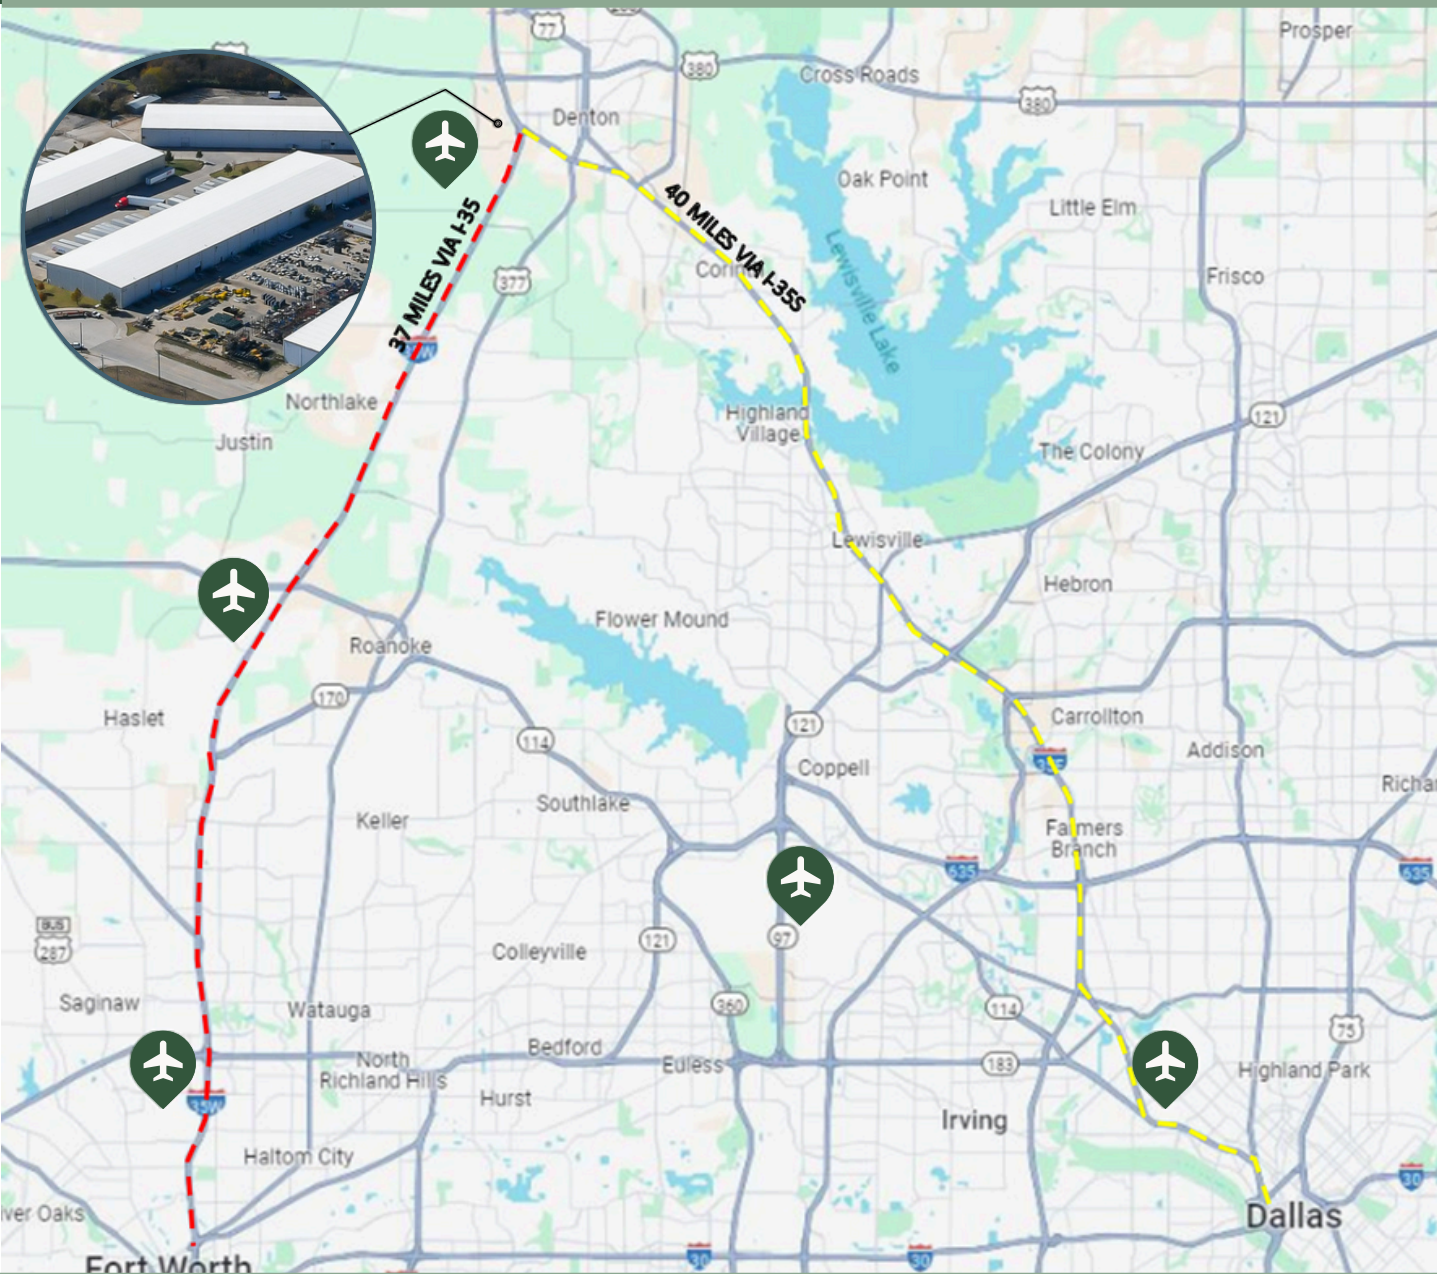 77
380
Prosper
Cross Roads
380
Denton
Oak Point
Little Elm
40 MILES VIA I-35S
37 MILES VIA I-35
Lewisville Lake
Frisco
377
Northlake
Justin
Highland
Village
121
The Colony
Lewisville
Hebron
Flower Mound
Roanoke
170
Haslet
114
121
Carrollton
Addison
Coppell
Southlake
Keller
Farmers
Branch
635
635
BUS
287
Colleyville
121
97
Saginaw
Watauga
360
114
75
Bedford
North
Richland Hills
Euless
183
Highland Park
Hurst
35W
Irving
Haltom City
30
Dallas
Fort Worth
30
30